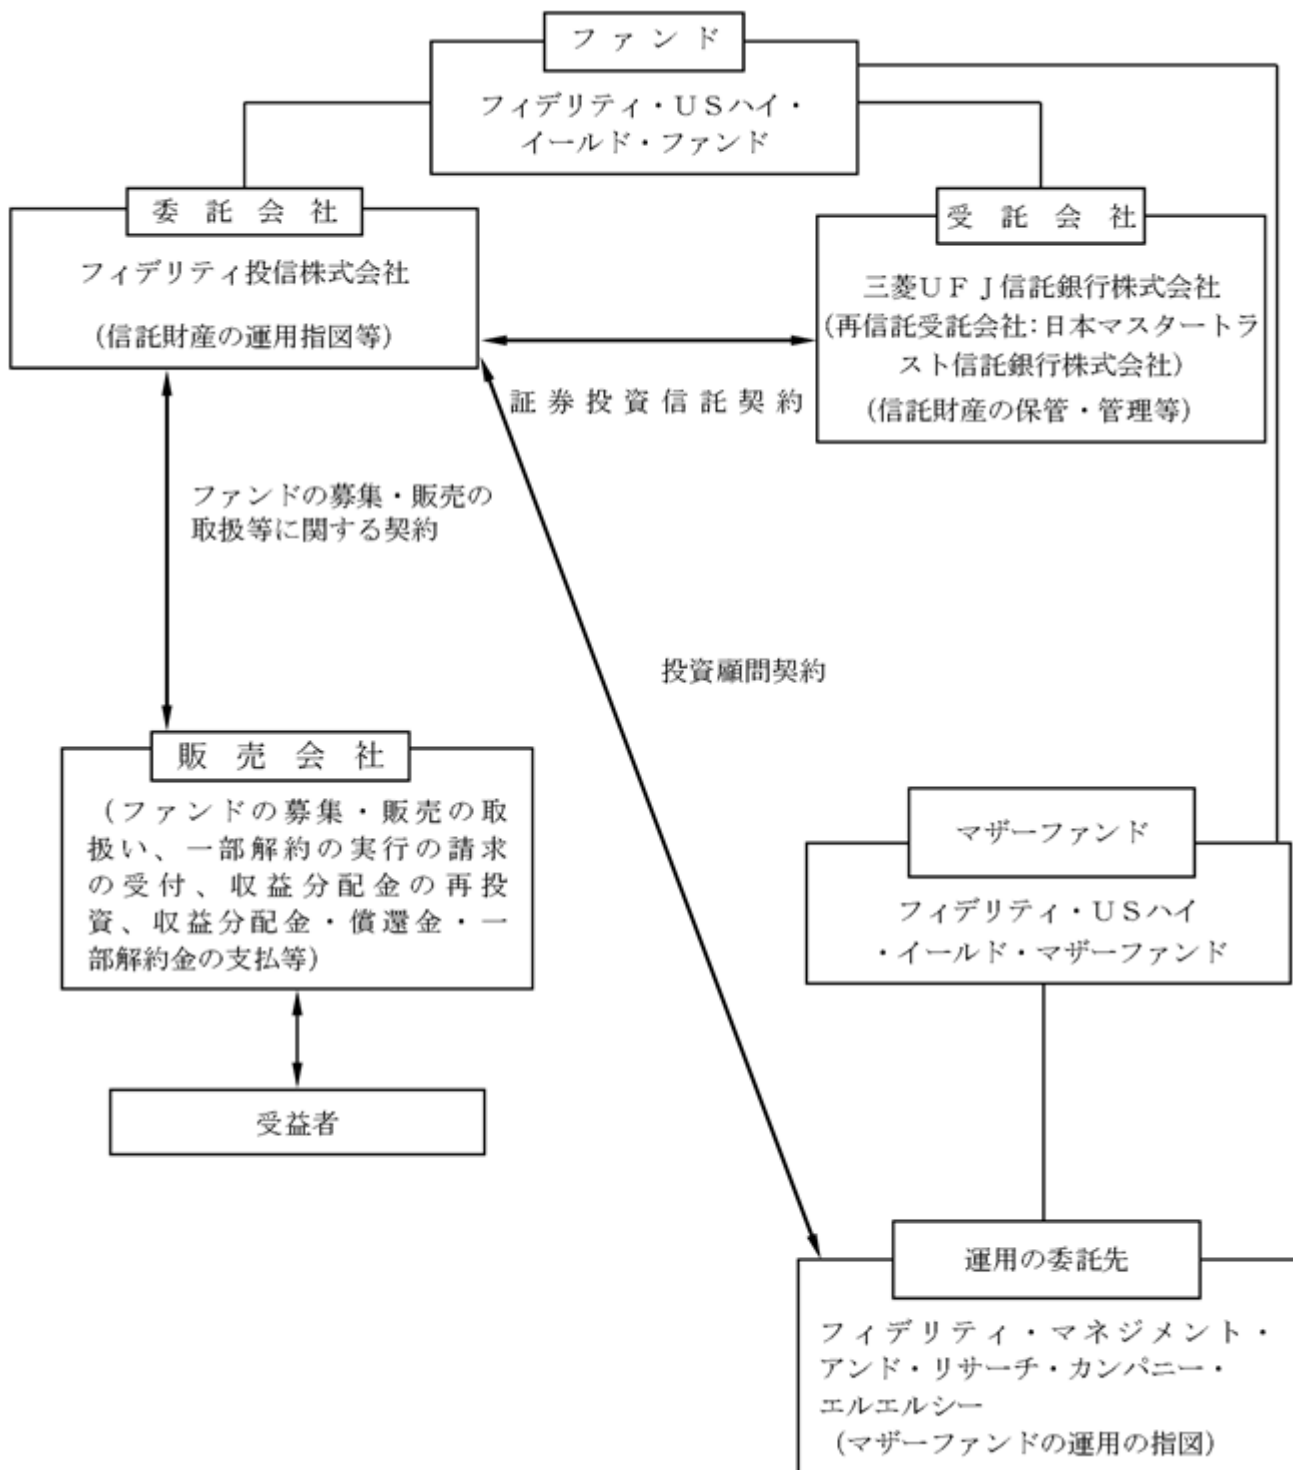 ファンド
フィデリティ・ＵＳハイ・
イールド・ファンド
委託会社
フィデリティ投信株式会社
（信託財産の運用指図等）
受託会社
三菱ＵＦＪ信託銀行株式会社
（再信託受託会社：日本マスタートラ
スト信託銀行株式会社）
（信託財産の保管・管理等）
証券投資信託契約
ファンドの募集・販売の
取扱等に関する契約
投資顧問契約
販売会社
（ファンドの募集・販売の取
扱い、一部解約の実行の請求
の受付、収益分配金の再投
資、収益分配金・償還金・一
部解約金の支払等）
受益者
マザーファンド
フィデリティ・ＵＳハイ
・イールド・マザーファンド
運用の委託先
フィデリティ・マネジメント・
アンド・リサーチ・カンパニー・
エルエルシー
（マザーファンドの運用の指図）